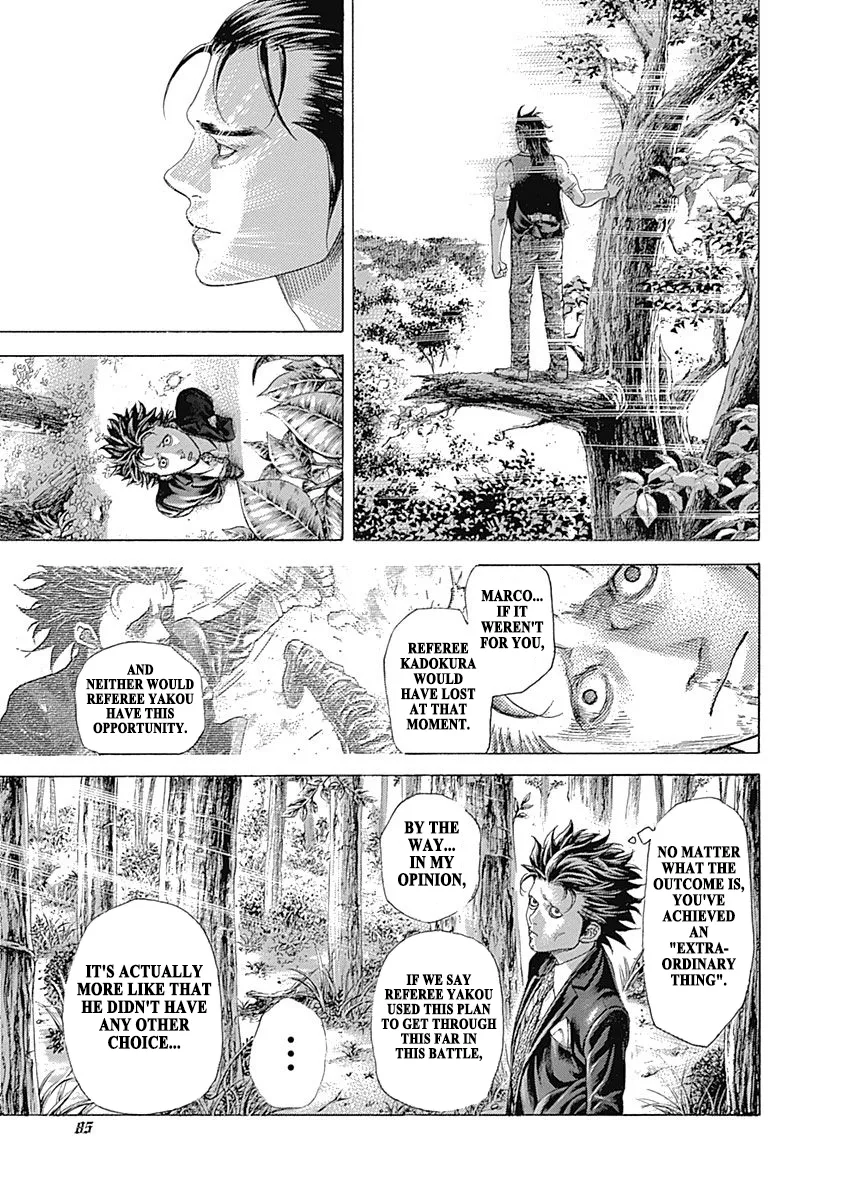 MARCO...
IF IT
WEREN'T
FOR YOU,
REFEREE
KADOKURA
WOULD
HAVE LOST
AT THAT
MOMENT.
AND
NEITHER WOULD
REFEREE YAKOU
HAVE THIS
OPPORTUNITY.
NO MATTER
WHAT THE
OUTCOME IS,
YOU'VE
ACHIEVED
AN
"EXTRA-
ORDINARY
THING".
BY THE
WAY...
IN MY
OPINION,
IF WE SAY
REFEREE YAKOU
USED THIS PLAN
TO GET THROUGH
THIS FAR IN
THIS BATTLE,
...
IT'S ACTUALLY
MORE LIKE THAT
HE DIDN'T HAVE
ANY OTHER
CHOICE...
85